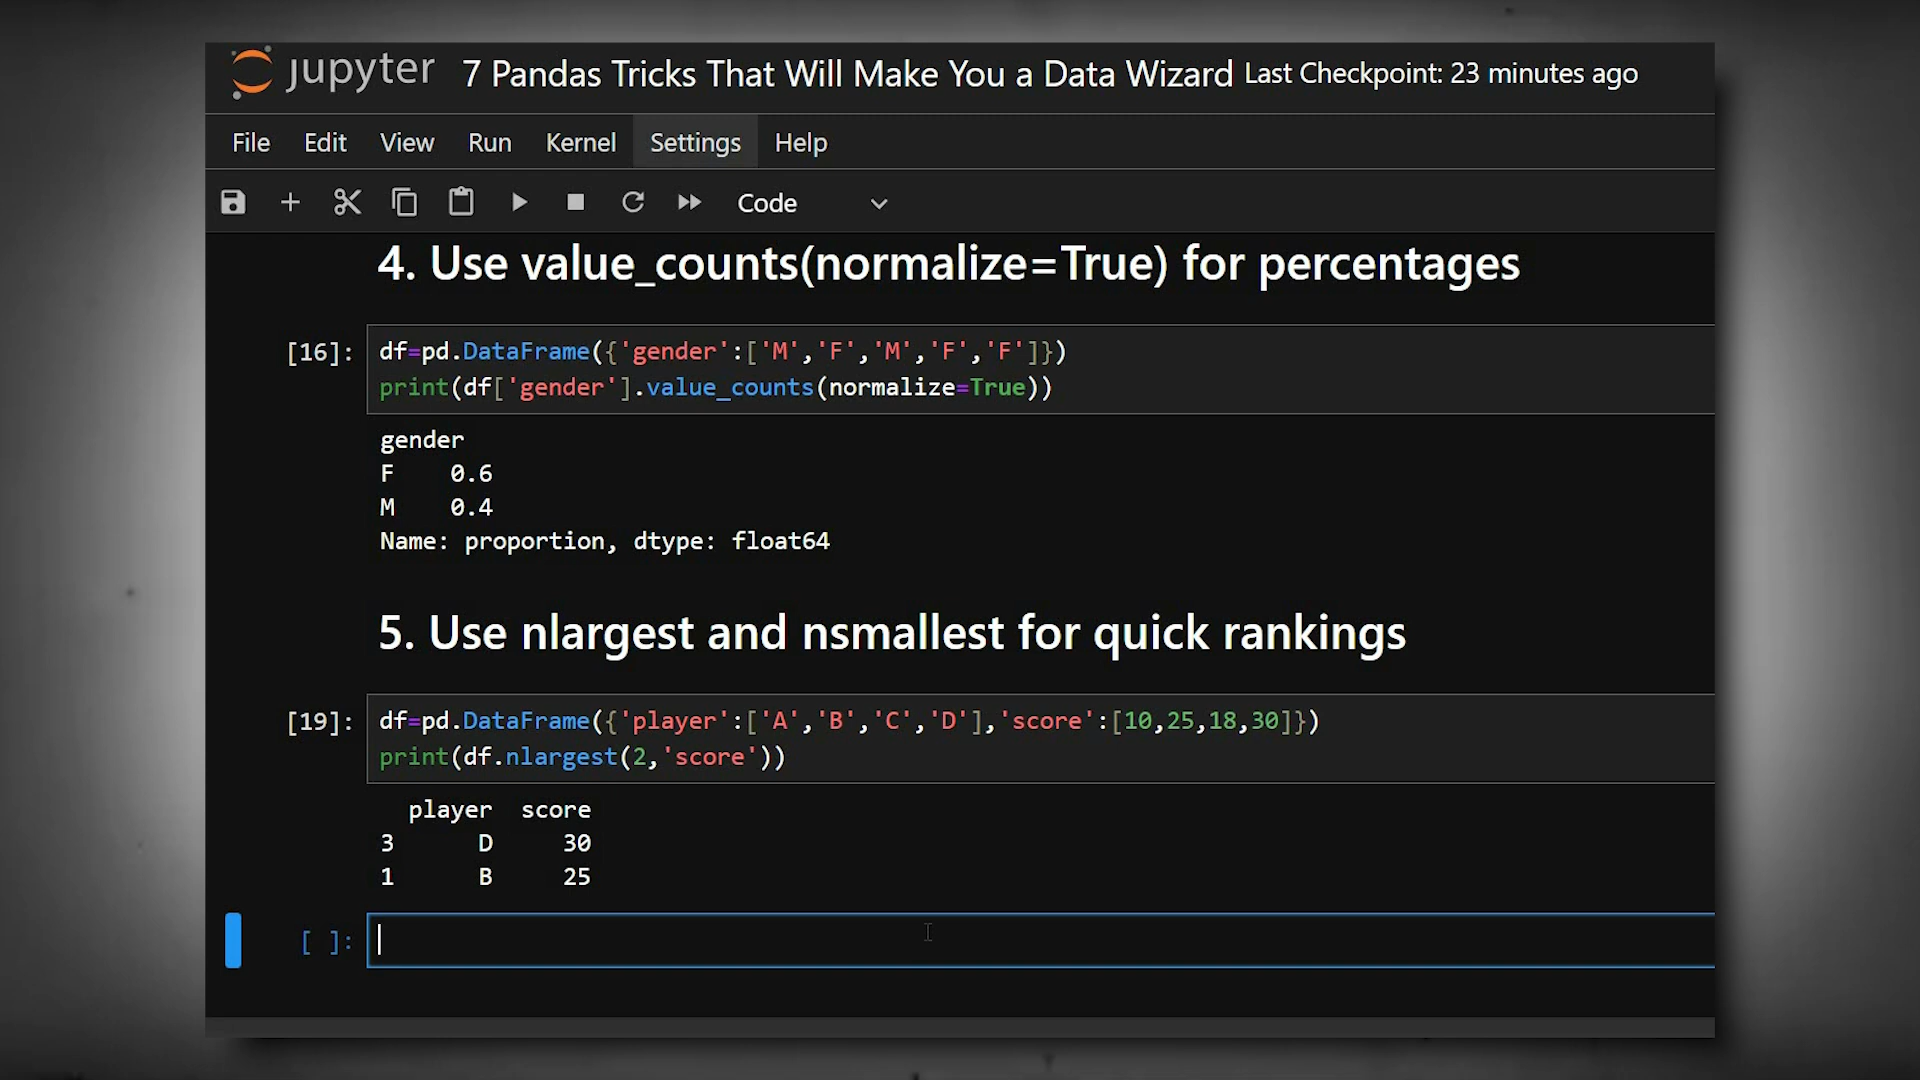 jupyter 7 Pandas Tricks That Will Make You a Data Wizard Last Checkpoint: 23 minutes ago
File Edit View Run Kernel Settings Help
Code
4. Use value_counts(normalize=True) for percentages
[16]: df=pd.DataFrame({'gender':['M','F','M','F','F']})
print(df['gender'].value_counts(normalize=True))
gender
F    0.6
M    0.4
Name: proportion, dtype: float64
5. Use nlargest and nsmallest for quick rankings
[19]: df=pd.DataFrame({'player':['A','B','C','D'],'score':[10,25,18,30]})
print(df.nlargest(2,'score'))
  player  score
3      D     30
1      B     25
[ ]: